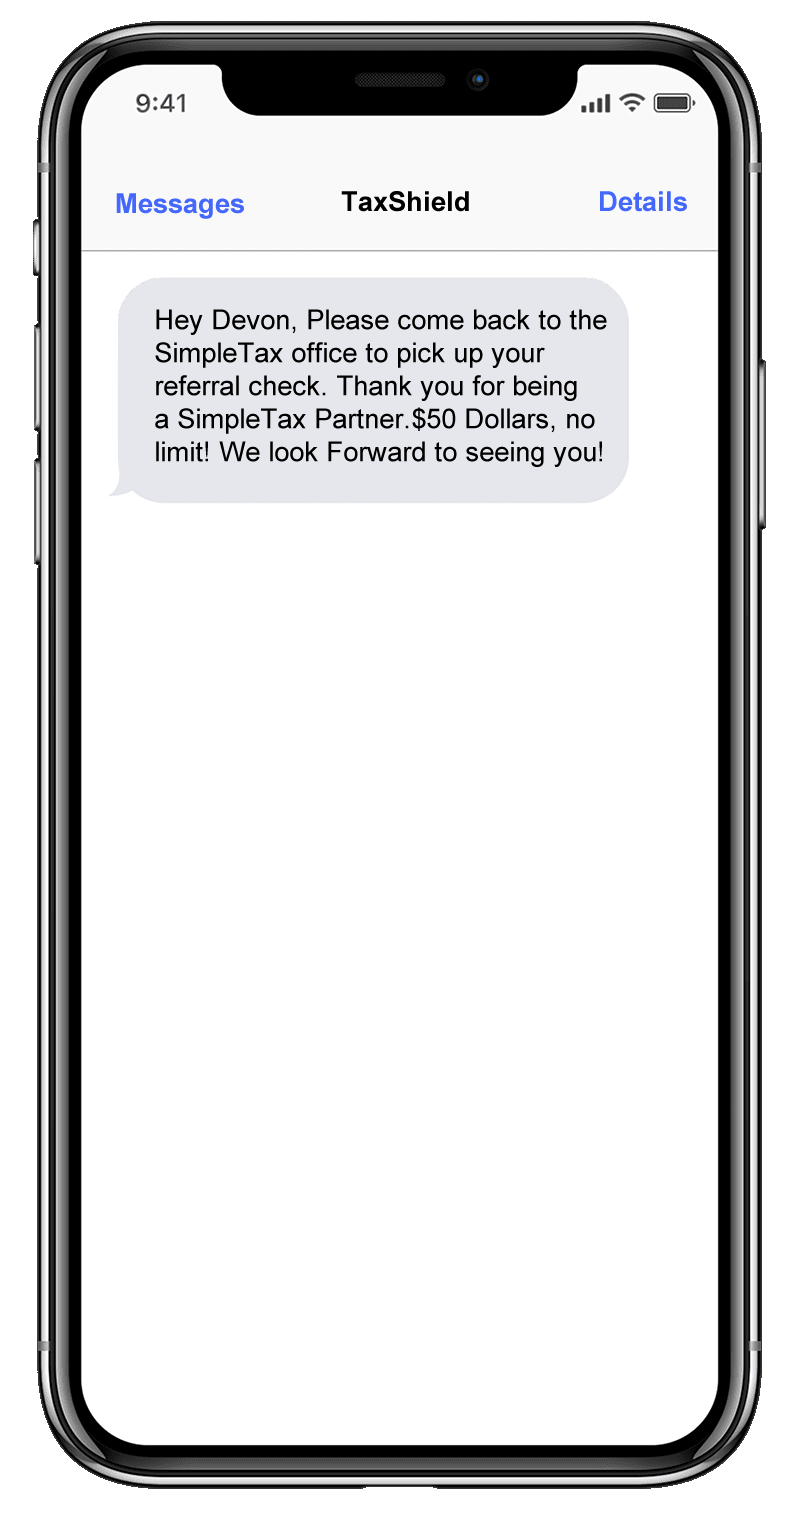 9:41
Messages TaxShield Details
Hey Devon, Please come back to the
SimpleTax office to pick up your
referral check. Thank you for being
a SimpleTax Partner.$50 Dollars, no
limit! We look Forward to seeing you!